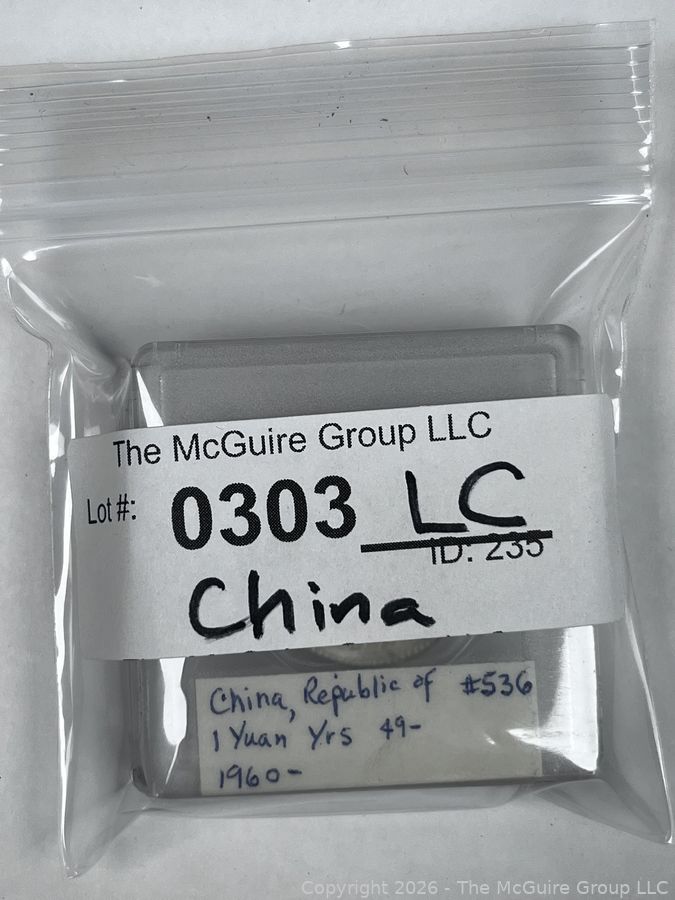 The McGuire Group LLC
Lot #: 0303 LC
ID: 235
China
China, Republic of #536
1 Yuan Yrs 49-
1960-
Copyright 2026 - The McGuire Group LLC